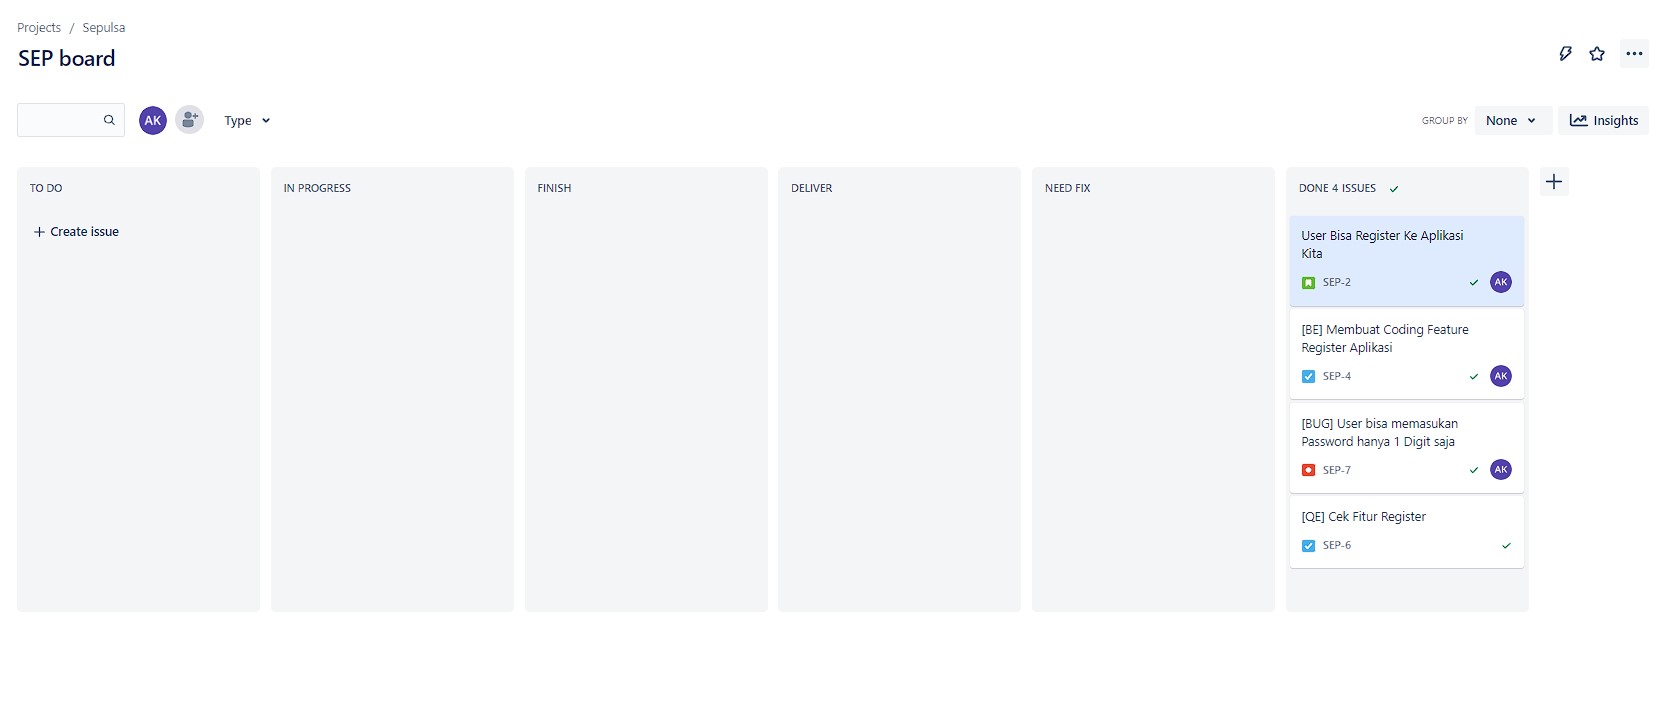 Projects / Sepulsa
SEP board
AK
Type
GROUP BY
None
Insights
TO DO
Create issue
IN PROGRESS
FINISH
DELIVER
NEED FIX
DONE 4 ISSUES
User Bisa Register Ke Aplikasi
Kita
SEP-2
AK
[BE] Membuat Coding Feature
Register Aplikasi
SEP-4
AK
[BUG] User bisa memasukan
Password hanya 1 Digit saja
SEP-7
AK
[QE] Cek Fitur Register
SEP-6